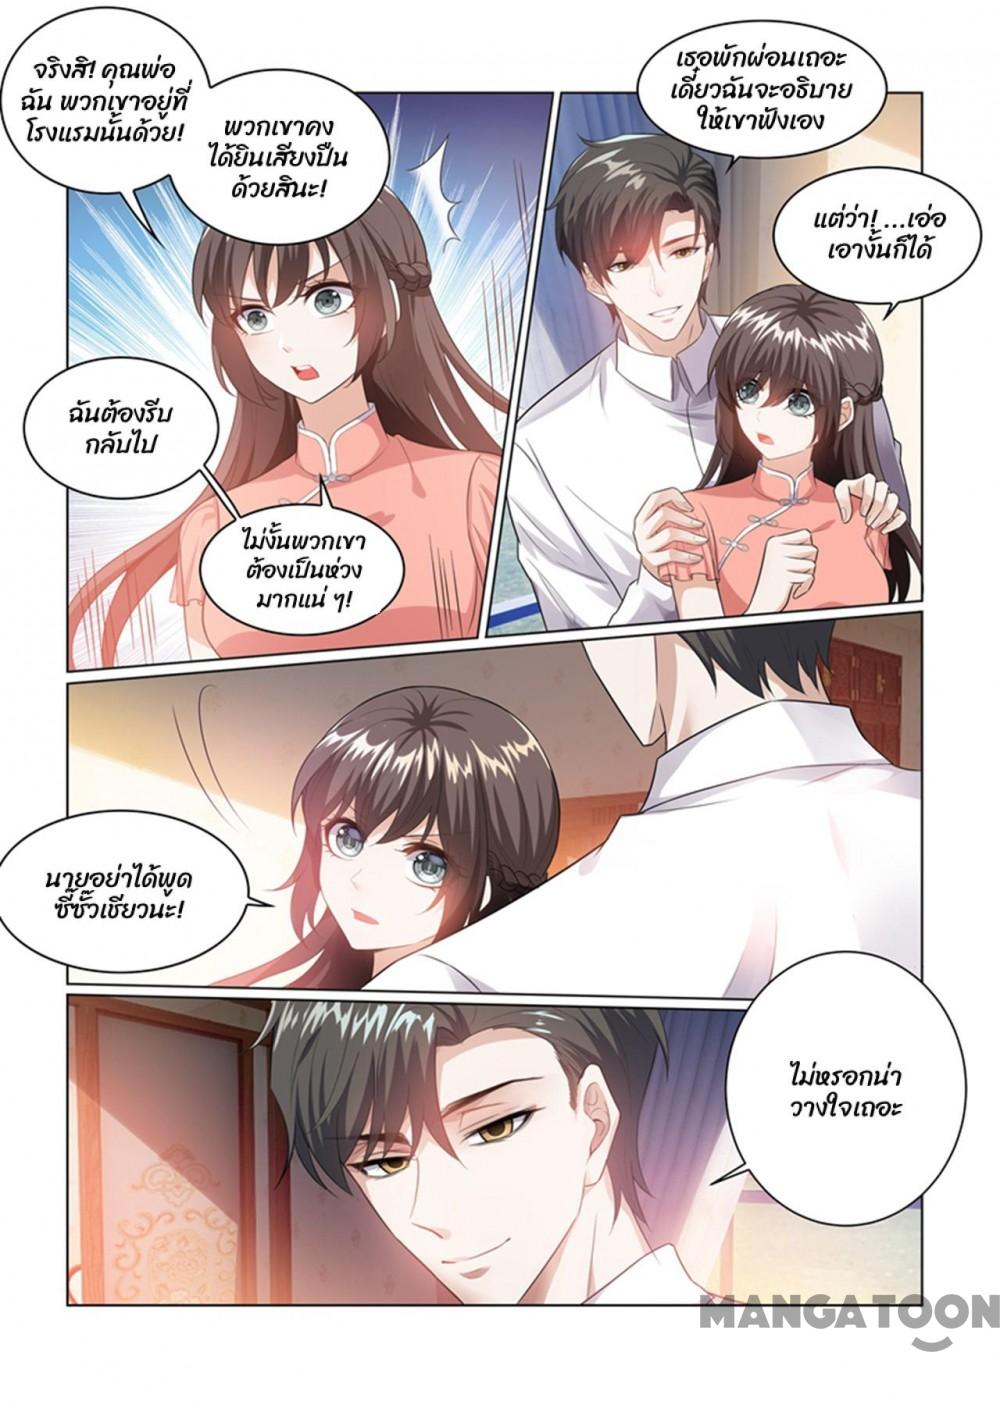 จริงสิ! คุณพ่อ
ฉัน พวกเขาอยู่ที่
โรงแรมนั้นด้วย!
พวกเขาคง
ได้ยินเสียงปืน
ด้วยสินะ!
ฉันต้องรีบ
กลับไป
ไม่งั้นพวกเขา
ต้องเป็นห่วง
มากแน่ ๆ!
เธอพักผ่อนเถอะ
เดี๋ยวฉันจะอธิบาย
ให้เขาฟังเอง
แต่ว่า! ...เอ่อ
เอางั้นก็ได้
นายอย่าได้พูด
ซี๊ซั๊วเชียวนะ!
ไม่หรอกน่า
วางใจเถอะ
MANGATOON